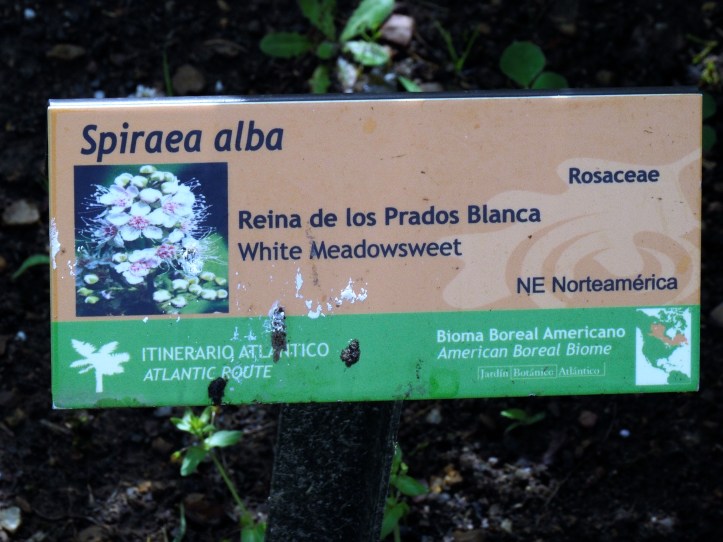 Spiraea alba
Rosaceae
Reina de los Prados Blanca
White Meadowsweet
NE Norteamérica
ITINERARIO ATLÁNTICO
ATLANTIC ROUTE
Bioma Boreal Americano
American Boreal Biome
Jardín Botánico Atlántico